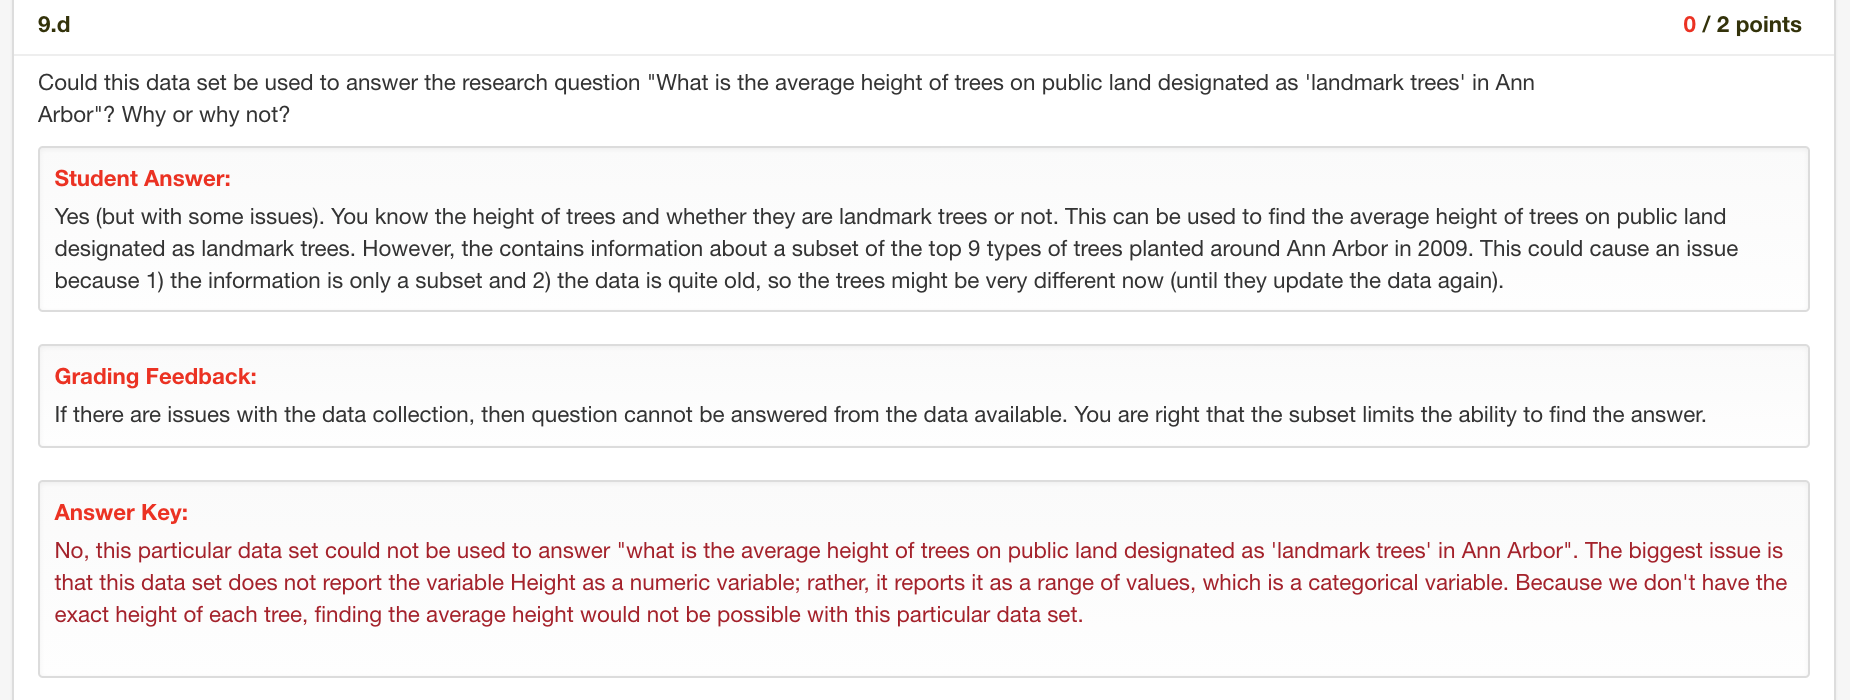 9.d
0 / 2 points
Could this data set be used to answer the research question "What is the average height of trees on public land designated as 'landmark trees' in Ann
Arbor"? Why or why not?
Student Answer:
Yes (but with some issues). You know the height of trees and whether they are landmark trees or not. This can be used to find the average height of trees on public land
designated as landmark trees. However, the contains information about a subset of the top 9 types of trees planted around Ann Arbor in 2009. This could cause an issue
because 1) the information is only a subset and 2) the data is quite old, so the trees might be very different now (until they update the data again).
Grading Feedback:
If there are issues with the data collection, then question cannot be answered from the data available. You are right that the subset limits the ability to find the answer.
Answer Key:
No, this particular data set could not be used to answer "what is the average height of trees on public land designated as 'landmark trees' in Ann Arbor". The biggest issue is
that this data set does not report the variable Height as a numeric variable; rather, it reports it as a range of values, which is a categorical variable. Because we don't have the
exact height of each tree, finding the average height would not be possible with this particular data set.